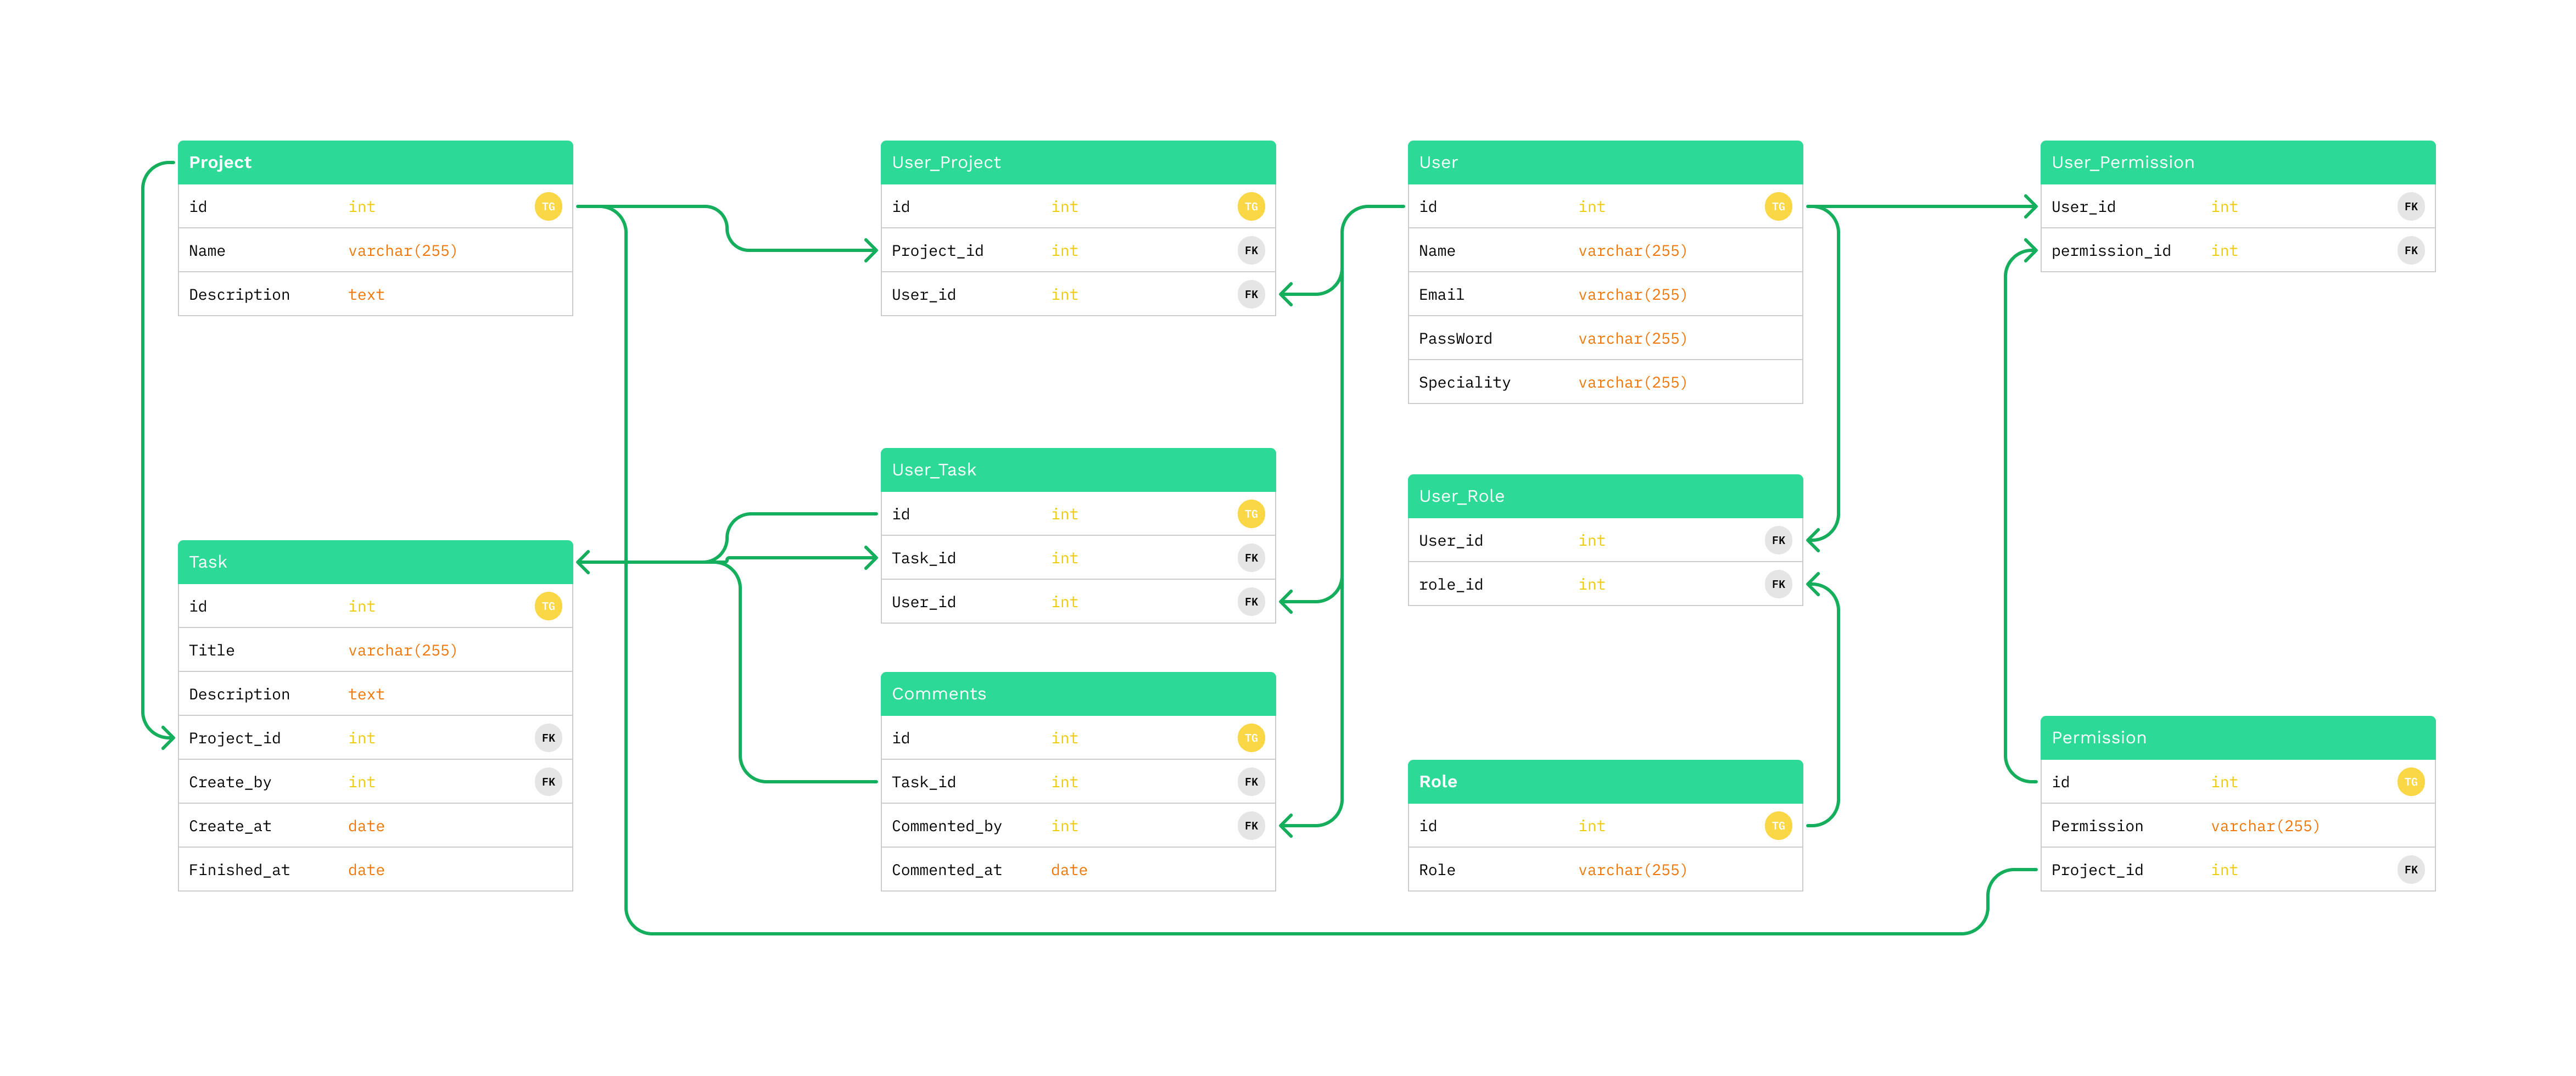 Project
id int TG
Name varchar(255)
Description text
User_Project
id int TG
Project_id int FK
User_id int FK
User
id int TG
Name varchar(255)
Email varchar(255)
PassWord varchar(255)
Speciality varchar(255)
User_Permission
User_id int FK
permission_id int FK
Task
id int TG
Title varchar(255)
Description text
Project_id int FK
Create_by int FK
Create_at date
Finished_at date
User_Task
id int TG
Task_id int FK
User_id int FK
Comments
id int TG
Task_id int FK
Commented_by int FK
Commented_at date
User_Role
User_id int FK
role_id int FK
Role
id int TG
Role varchar(255)
Permission
id int TG
Permission varchar(255)
Project_id int FK